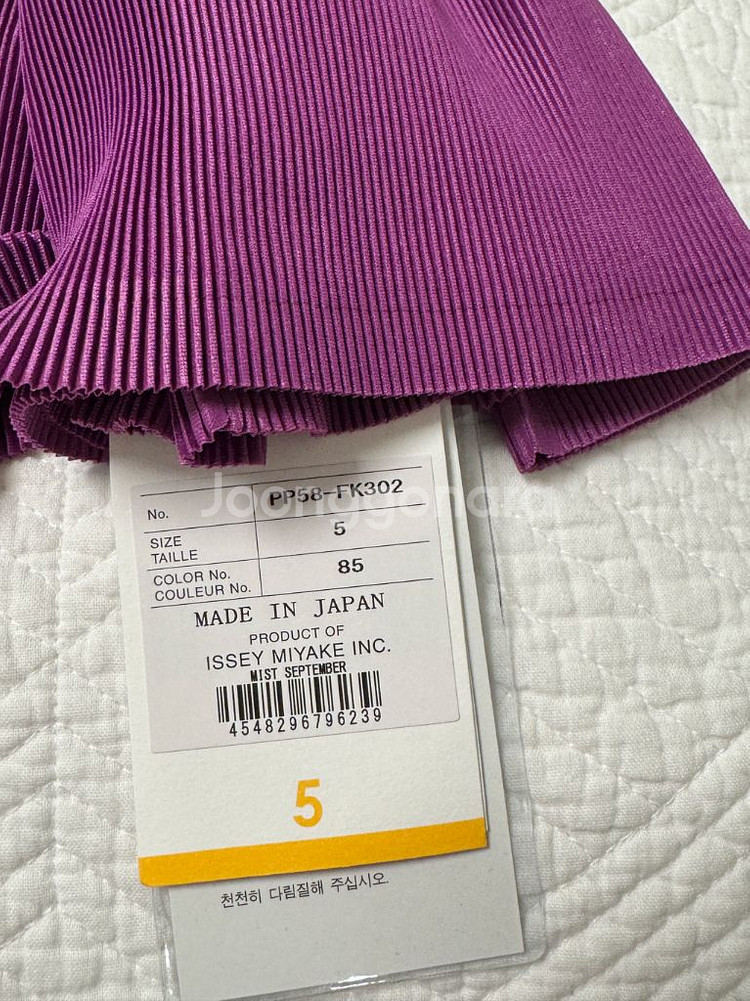 Joonggonara
No. PP58-FK302
SIZE
TAILLE 5
COLOR No.
COULEUR No. 85
MADE IN JAPAN
PRODUCT OF
ISSEY MIYAKE INC.
MIST SEPTEMBER
4548296796239
5
천천히 다림질해 주십시오.